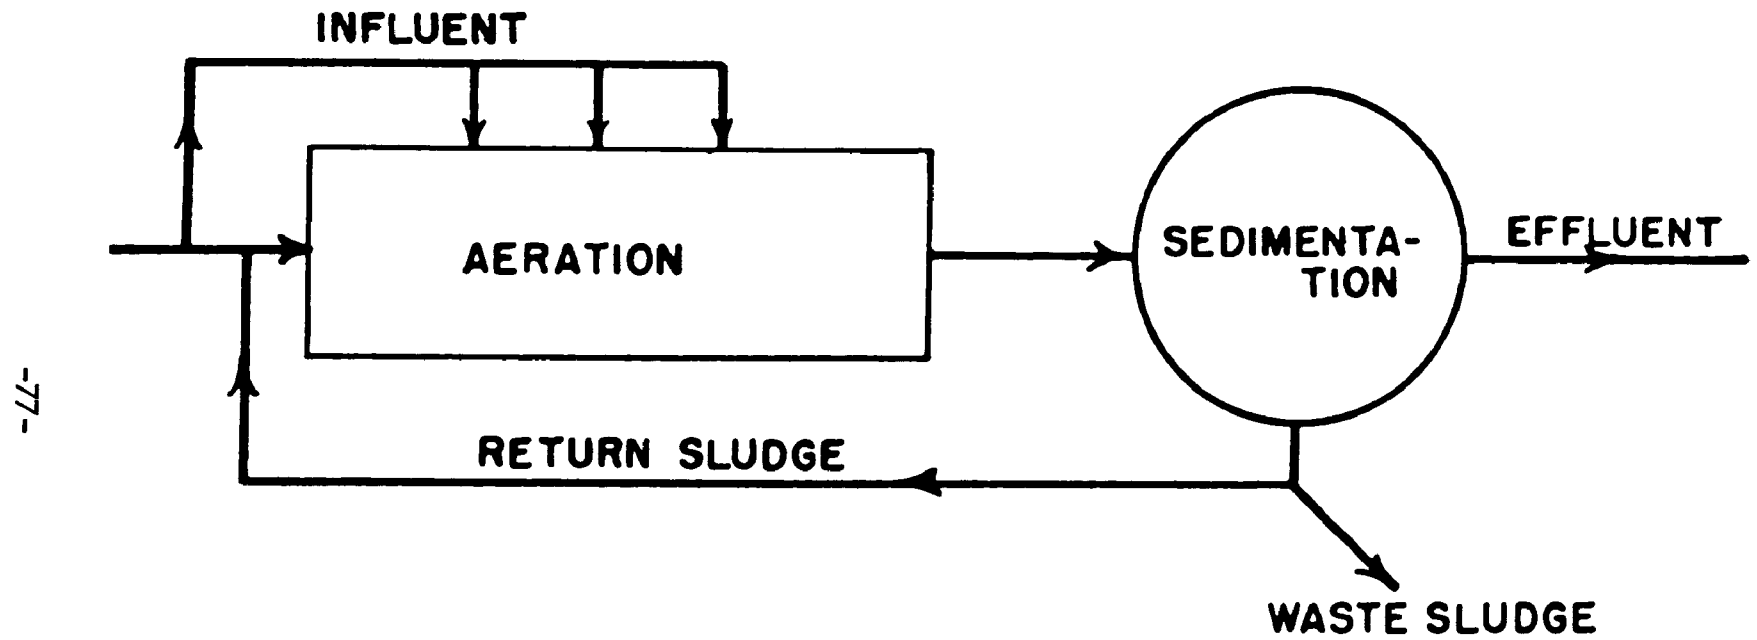 INFLUENT
AERATION
SEDIMENTA-
TION
EFFLUENT
RETURN SLUDGE
WASTE SLUDGE
-77-